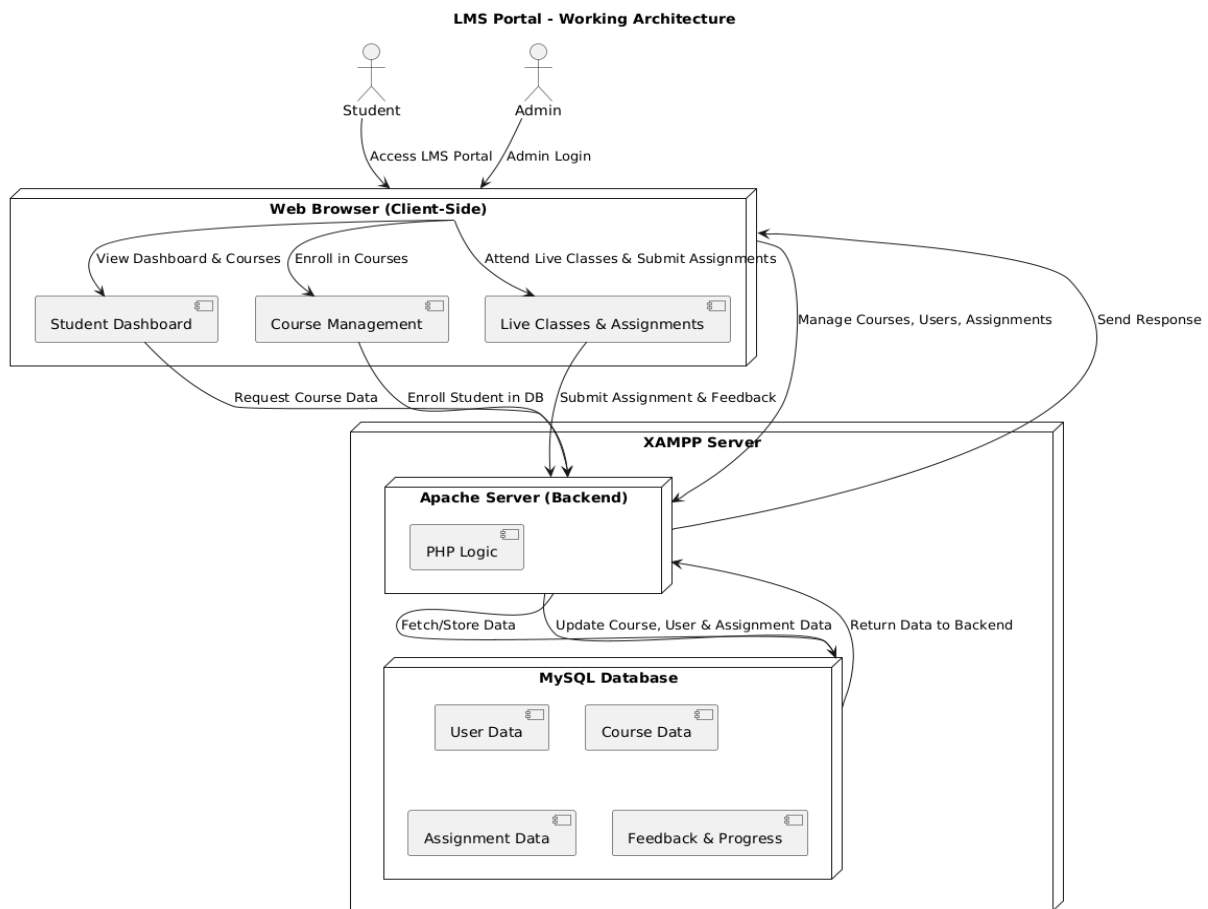 LMS Portal - Working Architecture
Student
Admin
Access LMS Portal
Admin Login
Web Browser (Client-Side)
View Dashboard & Courses
Enroll in Courses
Attend Live Classes & Submit Assignments
Student Dashboard
Course Management
Live Classes & Assignments
Manage Courses, Users, Assignments
Send Response
Request Course Data
Enroll Student in DB
Submit Assignment & Feedback
XAMPP Server
Apache Server (Backend)
PHP Logic
Fetch/Store Data
Update Course, User & Assignment Data
Return Data to Backend
MySQL Database
User Data
Course Data
Assignment Data
Feedback & Progress